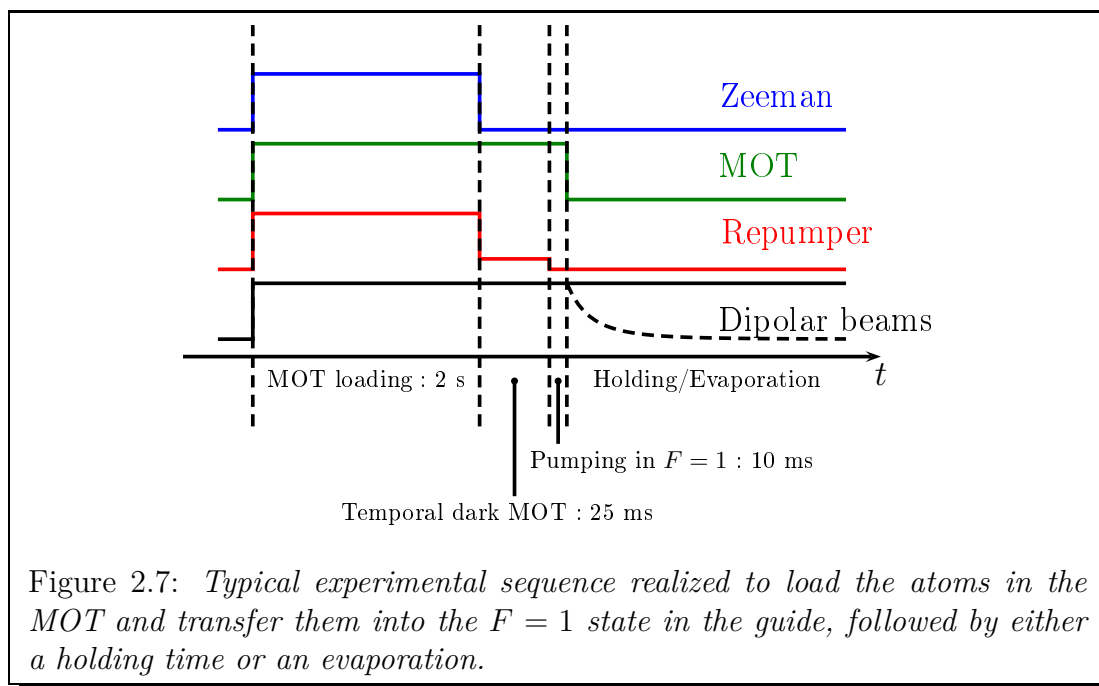 Zeeman
MOT
Repumper
Dipolar beams
t
MOT loading : 2 s
Holding/Evaporation
Pumping in F = 1 : 10 ms
Temporal dark MOT : 25 ms
Figure 2.7: Typical experimental sequence realized to load the atoms in the
MOT and transfer them into the F = 1 state in the guide, followed by either
a holding time or an evaporation.